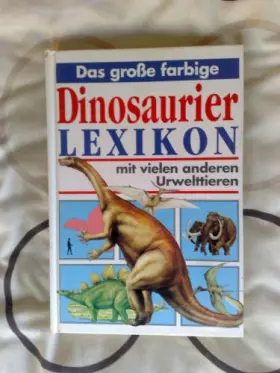 Das große farbige
Dinosaurier
LEXIKON
mit vielen anderen
Urwelttieren